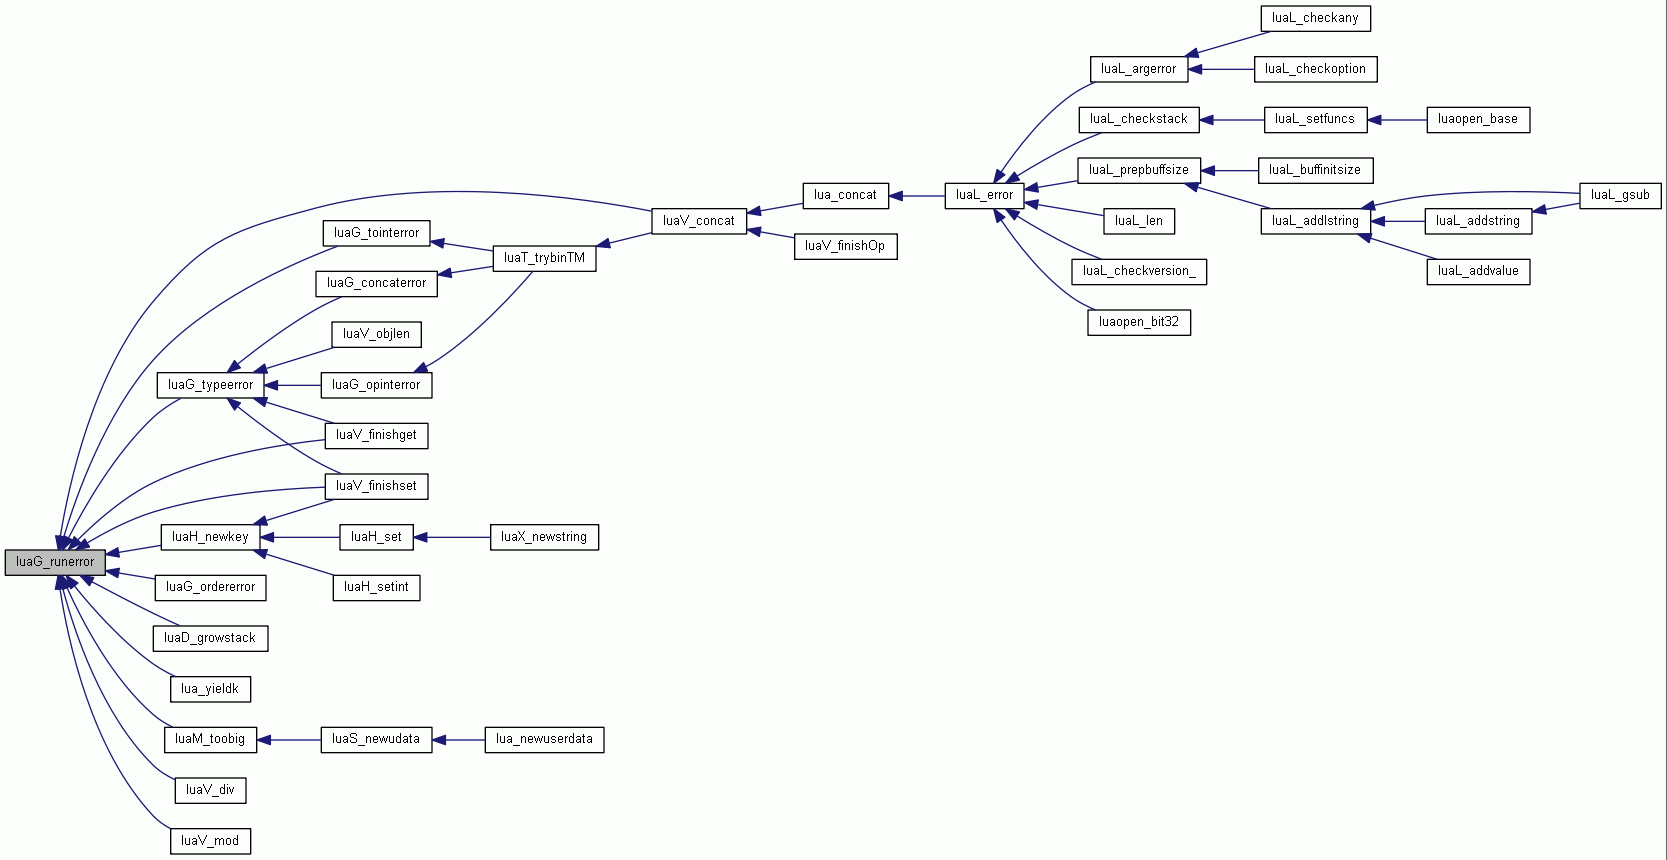 luaL_checkany
luaL_argerror
luaL_checkoption
luaL_checkstack
luaL_setfuncs
luaopen_base
luaL_prepbuffsize
luaL_buffinitsize
lua_concat
luaL_error
luaL_gsub
luaV_concat
luaL_len
luaL_addlstring
luaL_addstring
luaG_tointerror
luaV_finishOp
luaT_trybinTM
luaL_checkversion_
luaL_addvalue
luaG_concaterror
luaopen_bit32
luaV_objlen
luaG_typeerror
luaG_opinterror
luaV_finishget
luaV_finishset
luaH_newkey
luaH_set
luaX_newstring
luaG_runerror
luaG_ordererror
luaH_setint
luaD_growstack
lua_yieldk
luaM_toobig
luaS_newudata
lua_newuserdata
luaV_div
luaV_mod